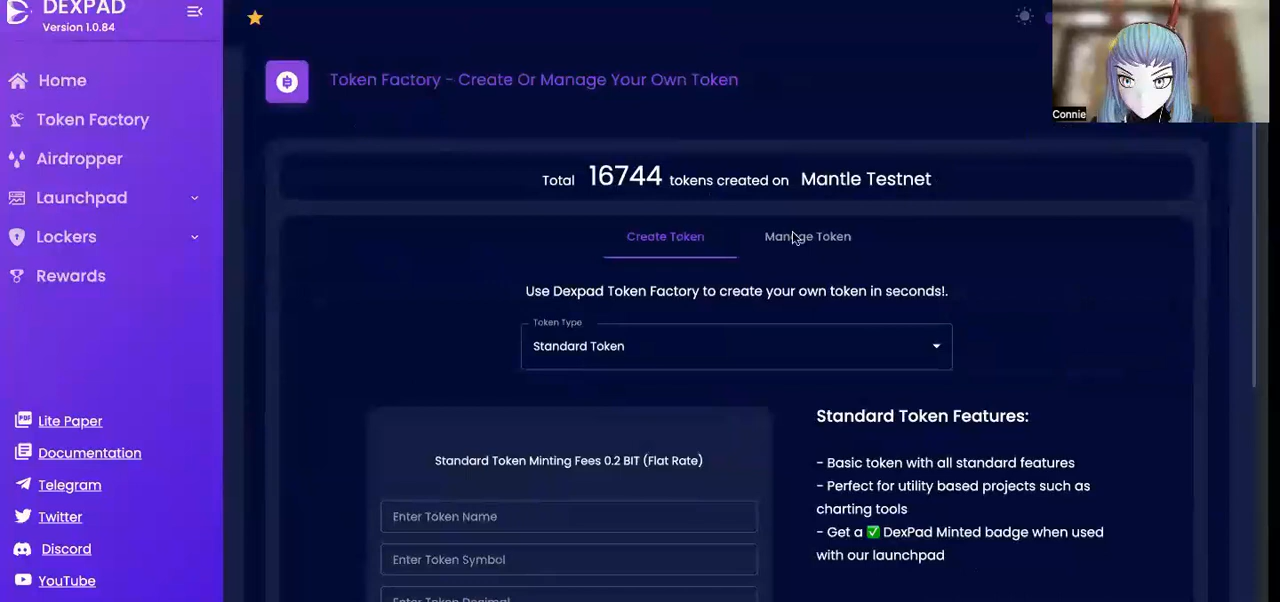 DEXPAD
Version 1.0.84
Home
Token Factory
Airdropper
Launchpad
Lockers
Rewards
Lite Paper
Documentation
Telegram
Twitter
Discord
YouTube
Token Factory - Create Or Manage Your Own Token
Connie
Total 16744 tokens created on Mantle Testnet
Create Token
Manage Token
Use Dexpad Token Factory to create your own token in seconds!.
Token Type
Standard Token
Standard Token Minting Fees 0.2 BIT (Flat Rate)
Enter Token Name
Enter Token Symbol
Enter Token Decimal
Standard Token Features:
- Basic token with all standard features
- Perfect for utility based projects such as
charting tools
- Get a ✅ DexPad Minted badge when used
with our launchpad